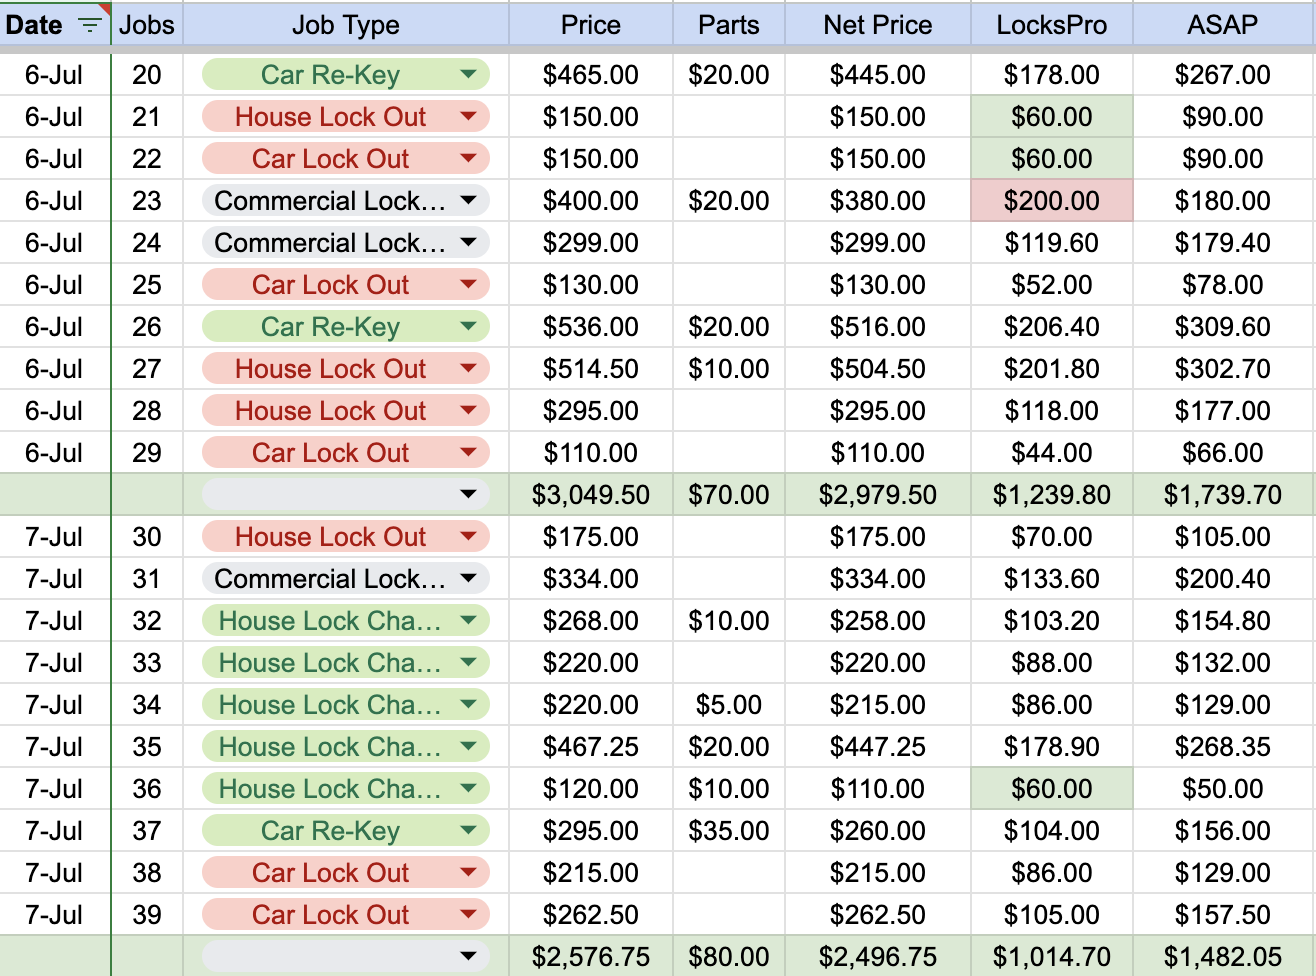 Date Jobs Job Type Price Parts Net Price LocksPro ASAP
6-Jul 20 Car Re-Key $465.00 $20.00 $445.00 $178.00 $267.00
6-Jul 21 House Lock Out $150.00 $150.00 $60.00 $90.00
6-Jul 22 Car Lock Out $150.00 $150.00 $60.00 $90.00
6-Jul 23 Commercial Lock... $400.00 $20.00 $380.00 $200.00 $180.00
6-Jul 24 Commercial Lock... $299.00 $299.00 $119.60 $179.40
6-Jul 25 Car Lock Out $130.00 $130.00 $52.00 $78.00
6-Jul 26 Car Re-Key $536.00 $20.00 $516.00 $206.40 $309.60
6-Jul 27 House Lock Out $514.50 $10.00 $504.50 $201.80 $302.70
6-Jul 28 House Lock Out $295.00 $295.00 $118.00 $177.00
6-Jul 29 Car Lock Out $110.00 $110.00 $44.00 $66.00
$3,049.50 $70.00 $2,979.50 $1,239.80 $1,739.70
7-Jul 30 House Lock Out $175.00 $175.00 $70.00 $105.00
7-Jul 31 Commercial Lock... $334.00 $334.00 $133.60 $200.40
7-Jul 32 House Lock Cha... $268.00 $10.00 $258.00 $103.20 $154.80
7-Jul 33 House Lock Cha... $220.00 $220.00 $88.00 $132.00
7-Jul 34 House Lock Cha... $220.00 $5.00 $215.00 $86.00 $129.00
7-Jul 35 House Lock Cha... $467.25 $20.00 $447.25 $178.90 $268.35
7-Jul 36 House Lock Cha... $120.00 $10.00 $110.00 $60.00 $50.00
7-Jul 37 Car Re-Key $295.00 $35.00 $260.00 $104.00 $156.00
7-Jul 38 Car Lock Out $215.00 $215.00 $86.00 $129.00
7-Jul 39 Car Lock Out $262.50 $262.50 $105.00 $157.50
$2,576.75 $80.00 $2,496.75 $1,014.70 $1,482.05